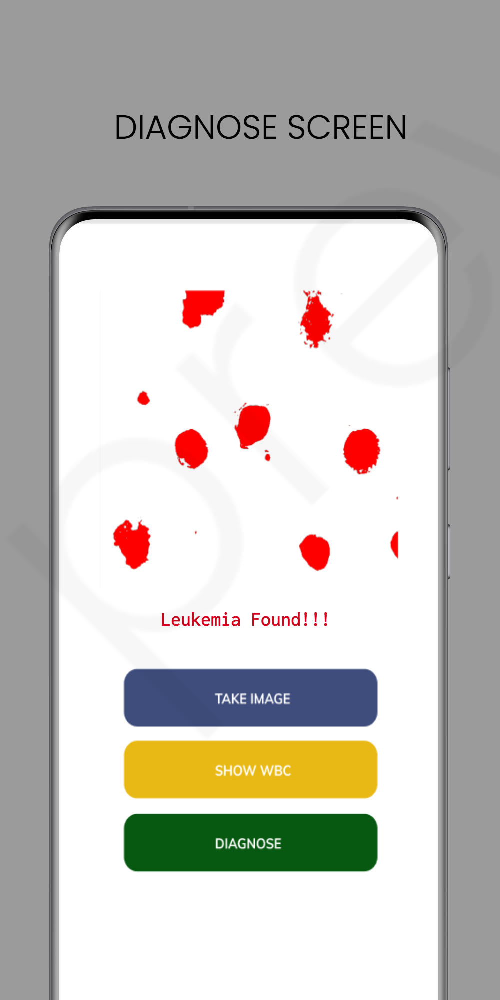 DIAGNOSE SCREEN
Leukemia Found!!!
TAKE IMAGE
SHOW WBC
DIAGNOSE